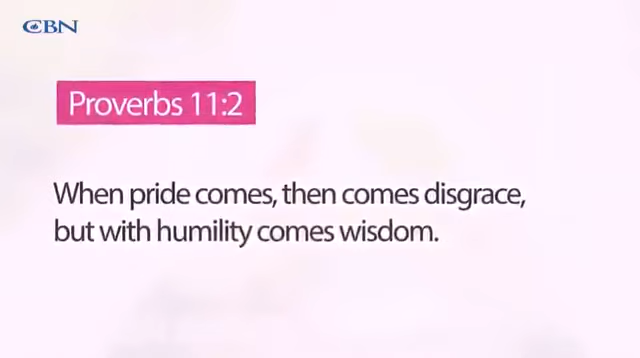 CBN
Proverbs 11:2
When pride comes, then comes disgrace,
but with humility comes wisdom.